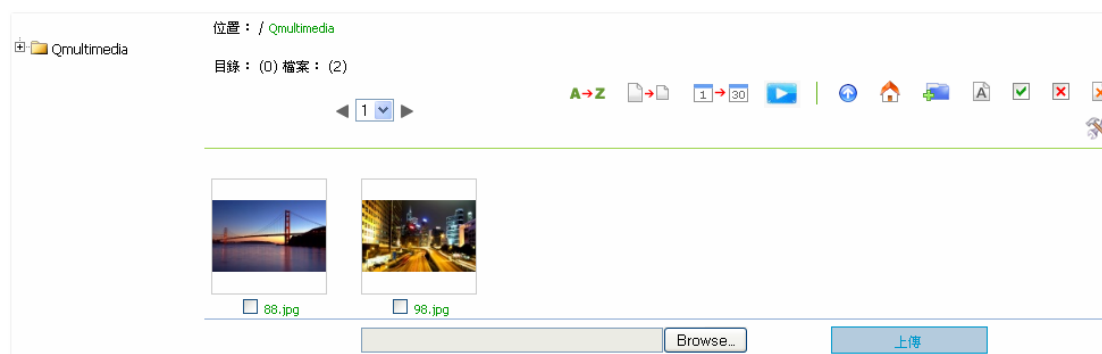 位置： / Qmultimedia
Qmultimedia
目錄： (0) 檔案： (2)
1
A→Z
1 → 30
A
88.jpg
98.jpg
Browse...
上傳